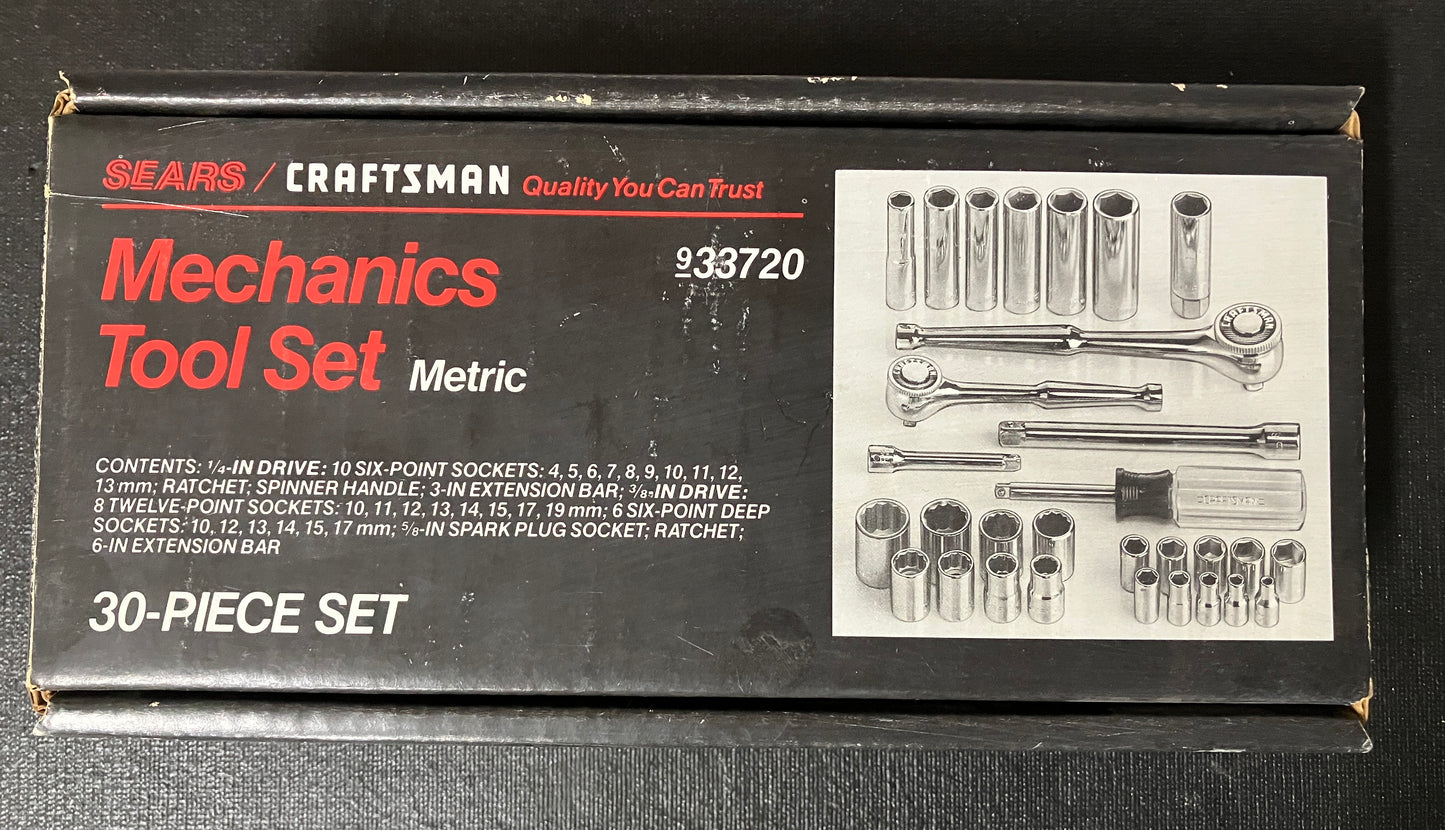 SEARS / CRAFTSMAN Quality You Can Trust
Mechanics
933720
Tool Set Metric
CONTENTS: 1/4-IN DRIVE: 10 SIX-POINT SOCKETS: 4, 5, 6, 7, 8, 9, 10, 11, 12,
13 mm; RATCHET; SPINNER HANDLE; 3-IN EXTENSION BAR; 3/8-IN DRIVE:
8 TWELVE-POINT SOCKETS: 10, 11, 12, 13, 14, 15, 17, 19 mm; 6 SIX-POINT DEEP
SOCKETS: 10, 12, 13, 14, 15, 17 mm; 5/8-IN SPARK PLUG SOCKET; RATCHET;
6-IN EXTENSION BAR
30-PIECE SET
CRAFTSMAN